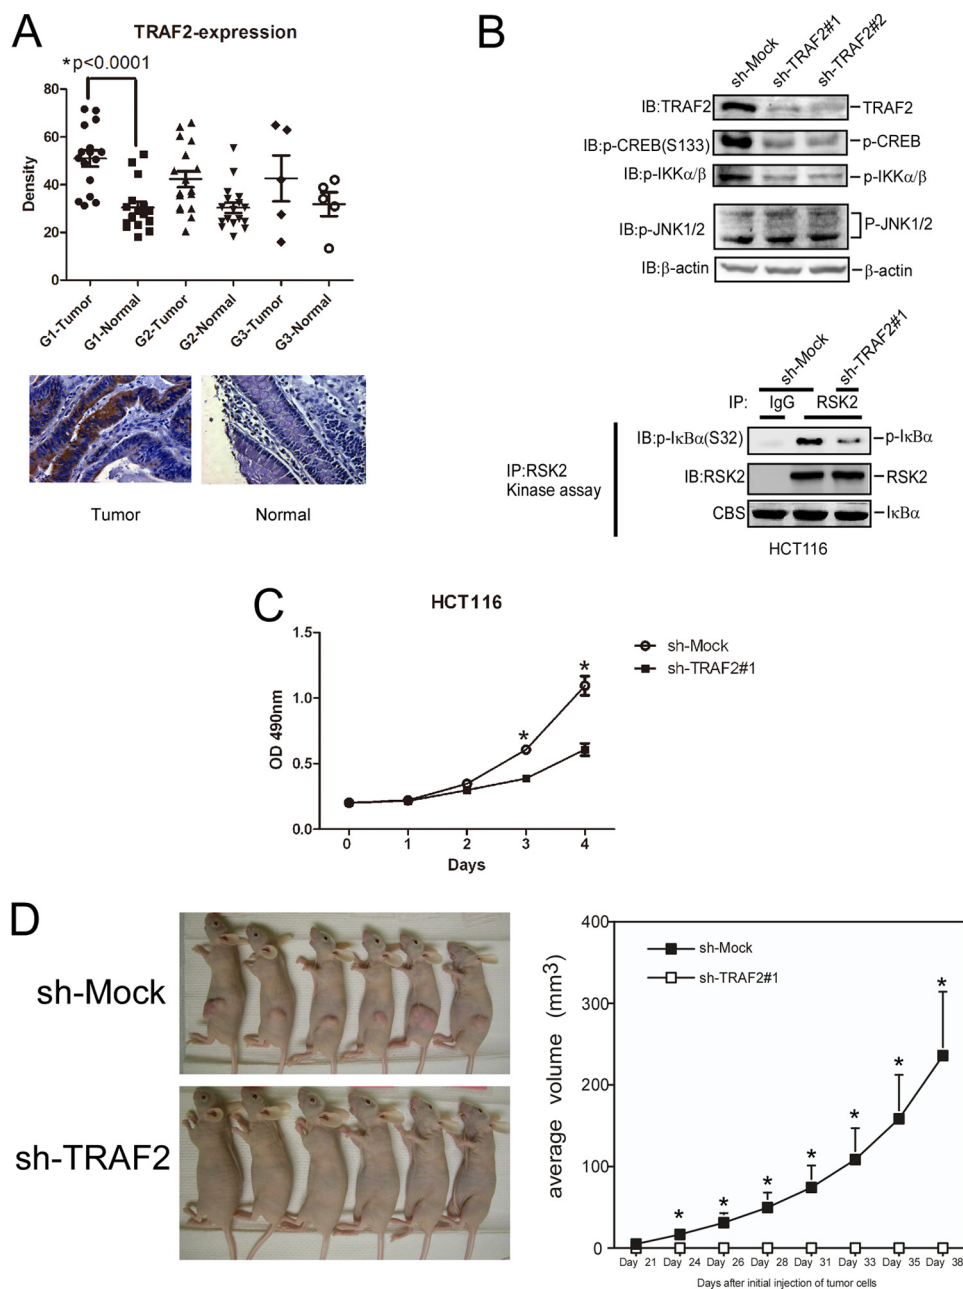 A
TRAF2-expression
*p<0.0001
80
60
40
20
0
Density
G1-Tumor
G1-Normal
G2-Tumor
G2-Normal
G3-Tumor
G3-Normal
Tumor
Normal
B
sh-Mock
sh-TRAF2#1
sh-TRAF2#2
IB:TRAF2
TRAF2
IB:p-CREB(S133)
p-CREB
IB:p-IKKα/β
p-IKKα/β
IB:p-JNK1/2
P-JNK1/2
IB:β-actin
β-actin
sh-Mock
sh-TRAF2#1
IP:
IgG
RSK2
IP:RSK2
Kinase assay
IB:p-IκBα(S32)
p-IκBα
IB:RSK2
RSK2
CBS
IκBα
HCT116
C
HCT116
1.5
1.0
0.5
0.0
OD 490nm
0 1 2 3 4
Days
sh-Mock
sh-TRAF2#1
*
*
D
sh-Mock
sh-TRAF2
400
300
200
100
0
average volume (mm3)
sh-Mock
sh-TRAF2#1
* * * * * * *
Day 21 Day 24 Day 26 Day 28 Day 31 Day 33 Day 35 Day 38
Days after initial injection of tumor cells